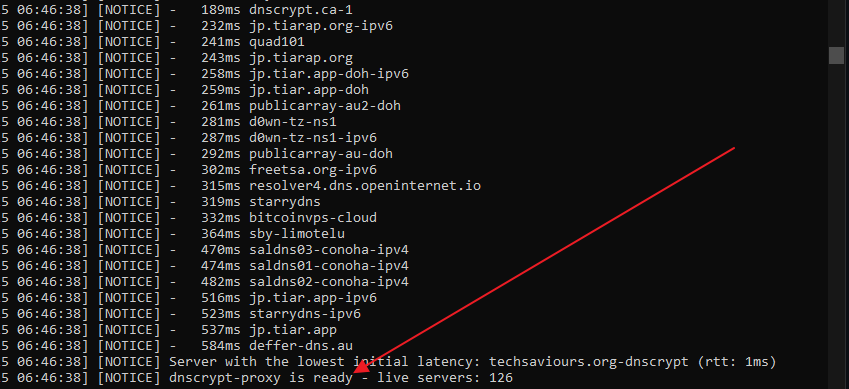 5 06:46:38] [NOTICE] -   189ms dnscrypt.ca-1
5 06:46:38] [NOTICE] -   232ms jp.tiarap.org-ipv6
5 06:46:38] [NOTICE] -   241ms quad101
5 06:46:38] [NOTICE] -   243ms jp.tiarap.org
5 06:46:38] [NOTICE] -   258ms jp.tiar.app-doh-ipv6
5 06:46:38] [NOTICE] -   259ms jp.tiar.app-doh
5 06:46:38] [NOTICE] -   261ms publicarray-au2-doh
5 06:46:38] [NOTICE] -   281ms d0wn-tz-ns1
5 06:46:38] [NOTICE] -   287ms d0wn-tz-ns1-ipv6
5 06:46:38] [NOTICE] -   292ms publicarray-au-doh
5 06:46:38] [NOTICE] -   302ms freetsa.org-ipv6
5 06:46:38] [NOTICE] -   315ms resolver4.dns.openinternet.io
5 06:46:38] [NOTICE] -   319ms starrydns
5 06:46:38] [NOTICE] -   332ms bitcoinvps-cloud
5 06:46:38] [NOTICE] -   364ms sby-limotelu
5 06:46:38] [NOTICE] -   470ms saldns03-conoha-ipv4
5 06:46:38] [NOTICE] -   474ms saldns01-conoha-ipv4
5 06:46:38] [NOTICE] -   482ms saldns02-conoha-ipv4
5 06:46:38] [NOTICE] -   516ms jp.tiar.app-ipv6
5 06:46:38] [NOTICE] -   523ms starrydns-ipv6
5 06:46:38] [NOTICE] -   537ms jp.tiar.app
5 06:46:38] [NOTICE] -   584ms deffer-dns.au
5 06:46:38] [NOTICE] Server with the lowest initial latency: techsaviours.org-dnscrypt (rtt: 1ms)
5 06:46:38] [NOTICE] dnscrypt-proxy is ready - live servers: 126